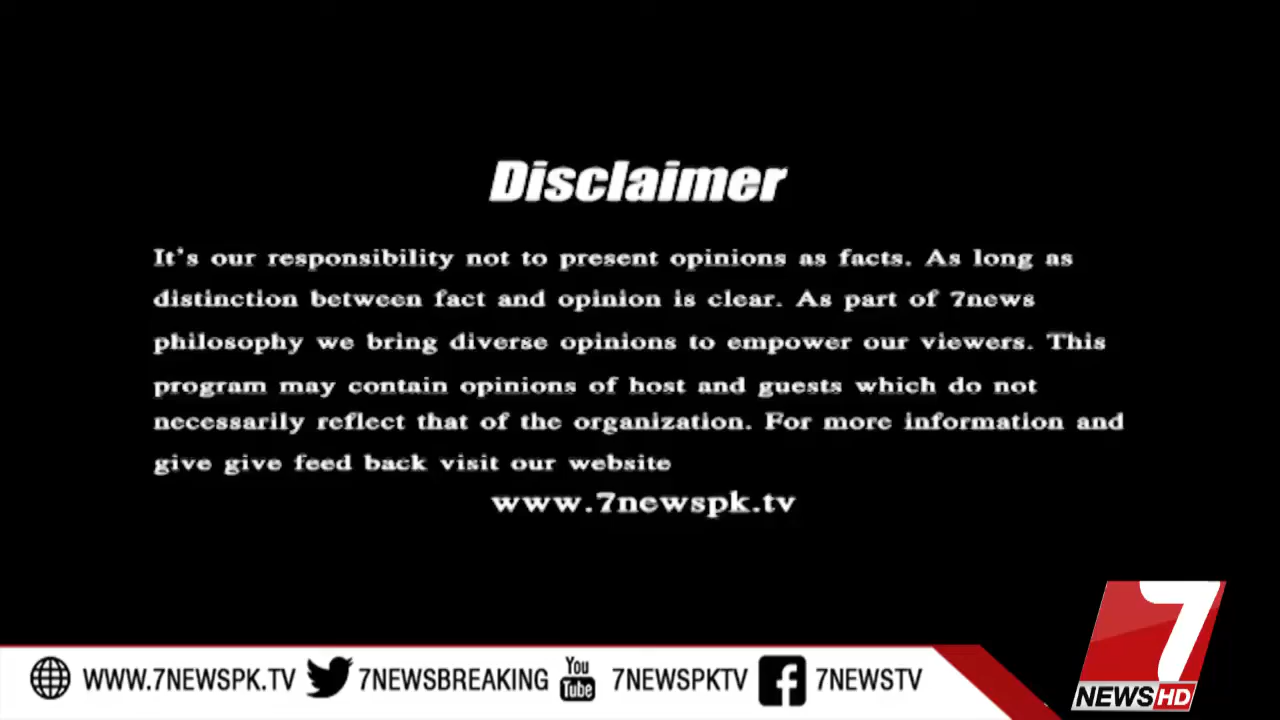 Disclaimer
It's our responsibility not to present opinions as facts. As long as
distinction between fact and opinion is clear. As part of 7news
philosophy we bring diverse opinions to empower our viewers. This
program may contain opinions of host and guests which do not
necessarily reflect that of the organization. For more information and
give give feed back visit our website
www.7newspk.tv
7
NEWS HD
WWW.7NEWSPK.TV 7NEWSBREAKING You Tube 7NEWSPKTV f 7NEWSTV